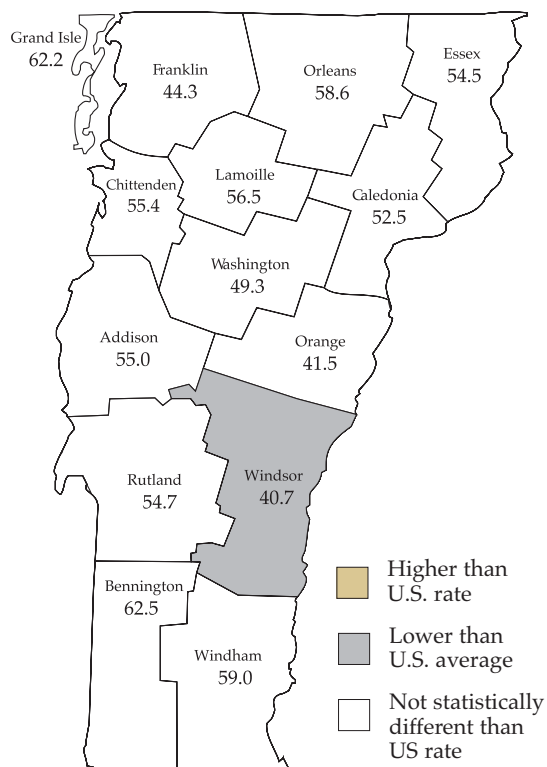 Grand Isle
62.2
Franklin
44.3
Orleans
58.6
Essex
54.5
Chittenden
55.4
Lamoille
56.5
Caledonia
52.5
Washington
49.3
Addison
55.0
Orange
41.5
Rutland
54.7
Windsor
40.7
Bennington
62.5
Windham
59.0
Higher than
U.S. rate
Lower than
U.S. average
Not statistically
different than
US rate